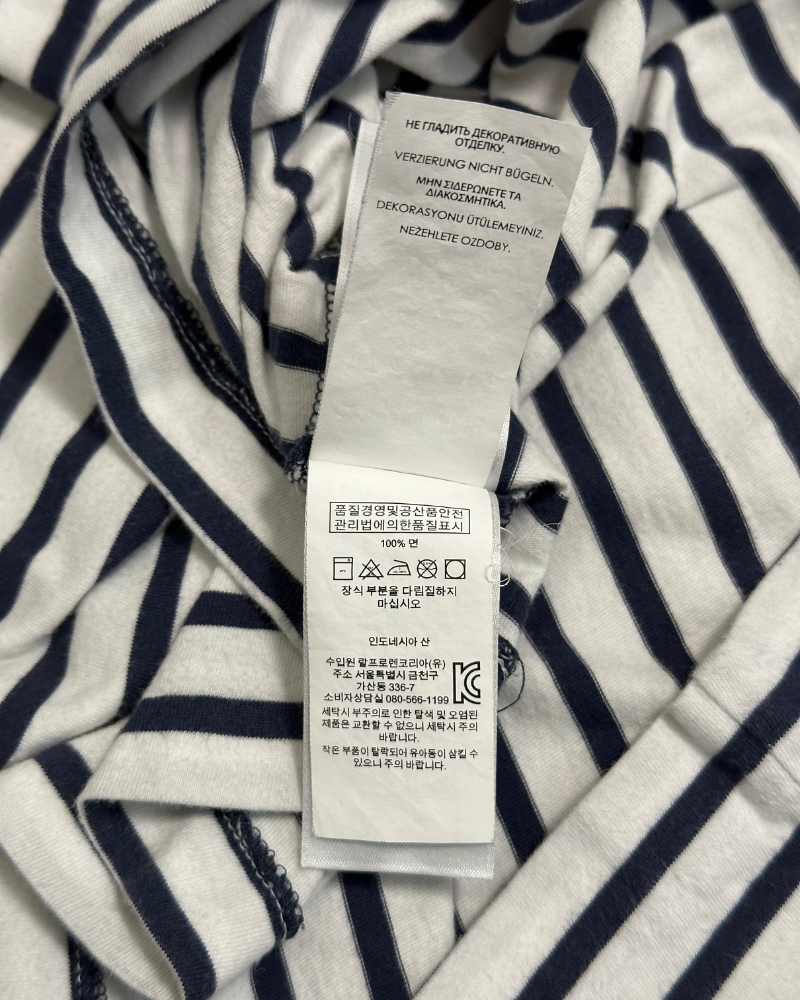 НЕ ГЛАДИТЬ ДЕКОРАТИВНУЮ
ОТДЕЛКУ.
VERZIERUNG NICHT BÜGELN.
ΜΗΝ ΣΙΔΕΡΩΝΕΤΕ ΤΑ
ΔΙΑΚΟΣΜΗΤΙΚΑ.
DEKORASYONU ÜTÜLEMEYINIZ.
NEŽEHLETE OZDOBY.
품질경영및공산품안전
관리법에의한품질표시
100% 면
장식 부분을 다림질하지
마십시오
인도네시아 산
수입원 랄프로렌코리아(유)
주소 서울특별시 금천구
가산동 336-7
소비자상담실 080-566-1199
세탁시 부주의로 인한 탈색 및 오염된
제품은 교환할 수 없으니 세탁시 주의
바랍니다.
작은 부품이 탈락되어 유아동이 삼킬 수
있으니 주의 바랍니다.